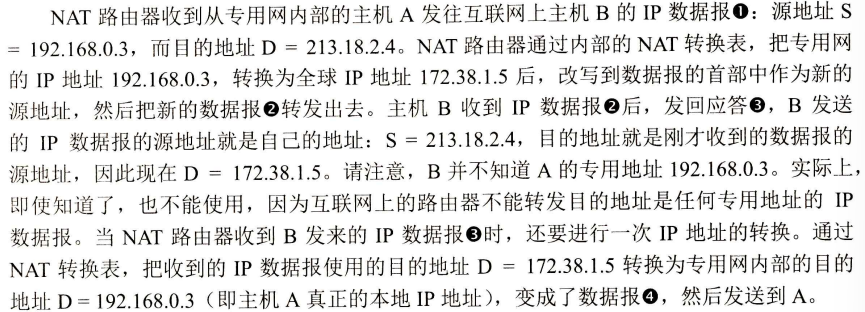 NAT 路由器收到从专用网内部的主机 A 发往互联网上主机 B 的 IP 数据报❶：源地址 S
= 192.168.0.3，而目的地址 D = 213.18.2.4。NAT 路由器通过内部的 NAT 转换表，把专用网
的 IP 地址 192.168.0.3，转换为全球 IP 地址 172.38.1.5 后，改写到数据报的首部中作为新的
源地址，然后把新的数据报❷转发出去。主机 B 收到 IP 数据报❷后，发回应答❸，B 发送
的 IP 数据报的源地址就是自己的地址：S = 213.18.2.4，目的地址就是刚才收到的数据报的
源地址，因此现在 D = 172.38.1.5。请注意，B 并不知道 A 的专用地址 192.168.0.3。实际上，
即使知道了，也不能使用，因为互联网上的路由器不能转发目的地址是任何专用地址的 IP
数据报。当 NAT 路由器收到 B 发来的 IP 数据报❸时，还要进行一次 IP 地址的转换。通过
NAT 转换表，把收到的 IP 数据报使用的目的地址 D = 172.38.1.5 转换为专用网内部的目的
地址 D = 192.168.0.3（即主机 A 真正的本地 IP 地址），变成了数据报❹，然后发送到 A。